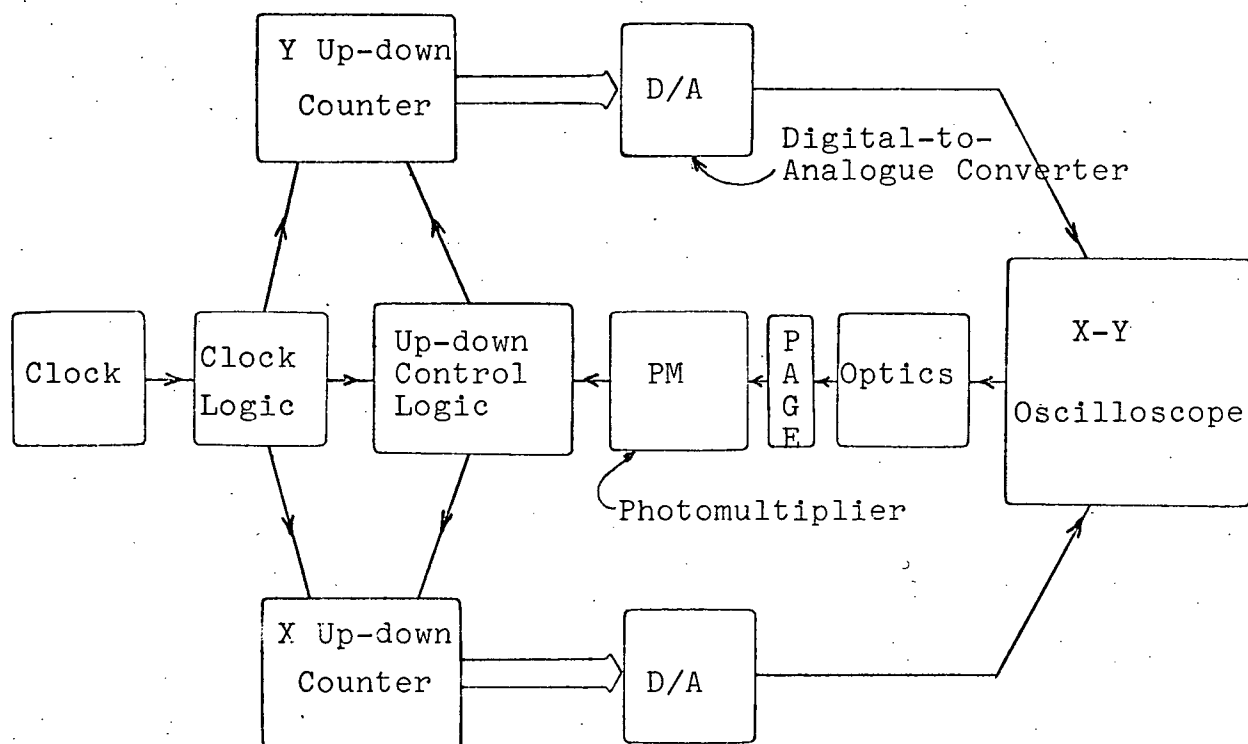 Y Up-down
Counter
D/A
Digital-to-
Analogue Converter
Clock
Clock
Logic
Up-down
Control
Logic
PM
P
A
G
E
Optics
X-Y
Oscilloscope
Photomultiplier
X Up-down
Counter
D/A